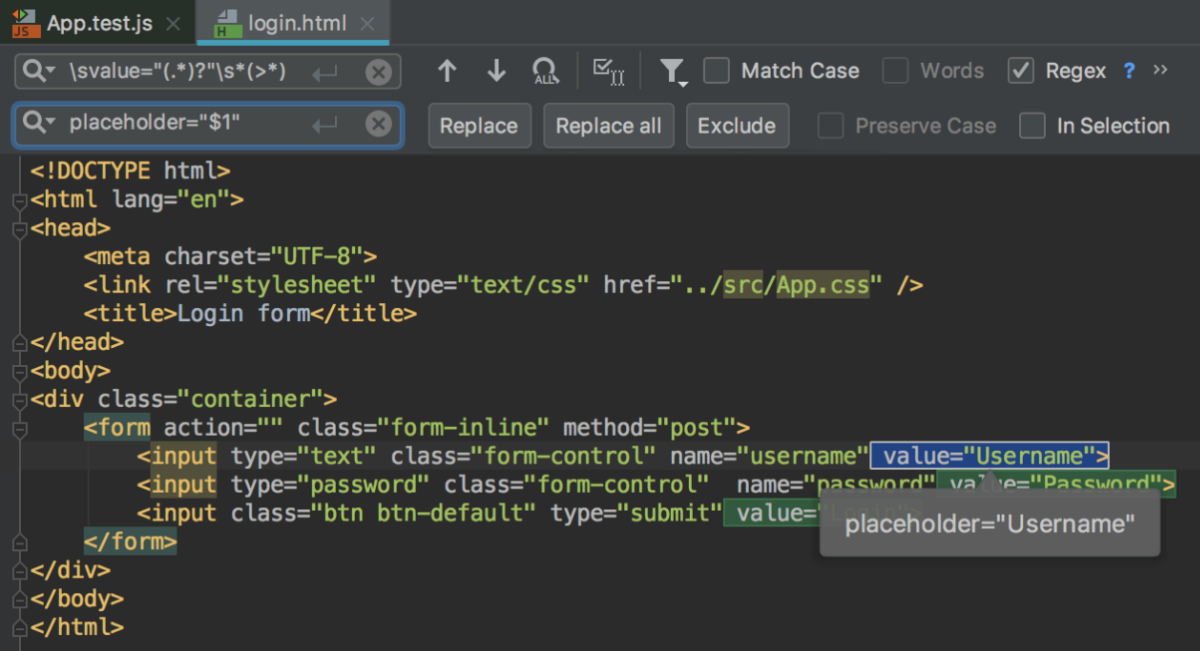 App.test.js
login.html
\svalue="(.*)?"\s*(>*)
ALL
Match Case
Words
Regex
?
placeholder="$1"
Replace
Replace all
Exclude
Preserve Case
In Selection
<!DOCTYPE html>
<html lang="en">
<head>
<meta charset="UTF-8">
<link rel="stylesheet" type="text/css" href="../src/App.css" />
<title>Login form</title>
</head>
<body>
<div class="container">
<form action="" class="form-inline" method="post">
<input type="text" class="form-control" name="username" value="Username">
<input type="password" class="form-control"  name="password" value="Password">
<input class="btn btn-default" type="submit" value="Login">
placeholder="Username"
</form>
</div>
</body>
</html>